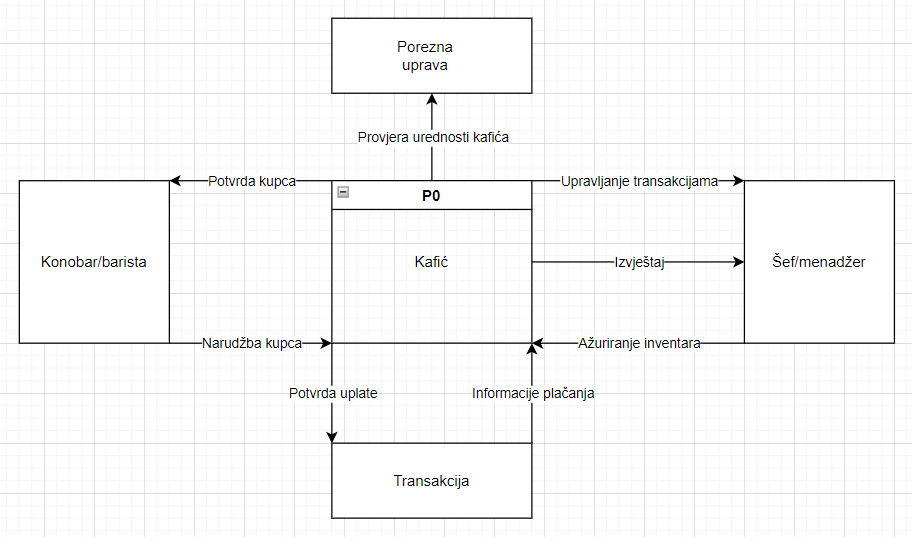 Porezna
uprava
Provjera urednosti kafića
Potvrda kupca
P0
Upravljanje transakcijama
Konobar/barista
Kafić
Izvještaj
Šef/menadžer
Narudžba kupca
Ažuriranje inventara
Potvrda uplate
Informacije plačanja
Transakcija